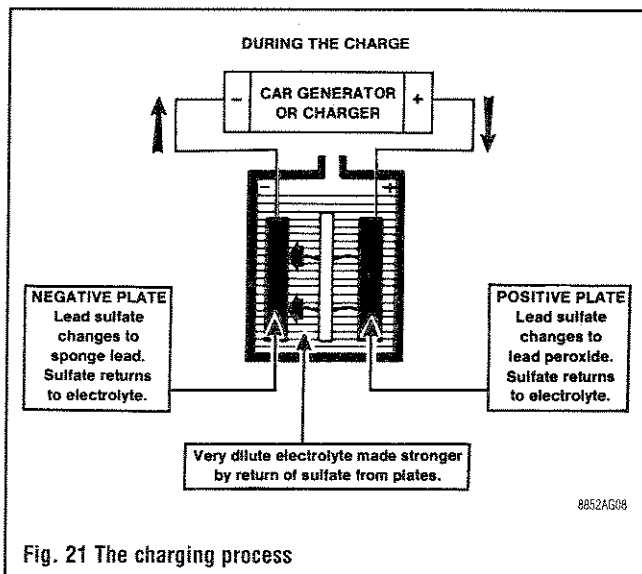 DURING THE CHARGE
− CAR GENERATOR +
OR CHARGER
− +
NEGATIVE PLATE
Lead sulfate
changes to
sponge lead.
Sulfate returns
to electrolyte.
POSITIVE PLATE
Lead sulfate
changes to
lead peroxide.
Sulfate returns
to electrolyte.
Very dilute electrolyte made stronger
by return of sulfate from plates.
8852AG08
Fig. 21 The charging process